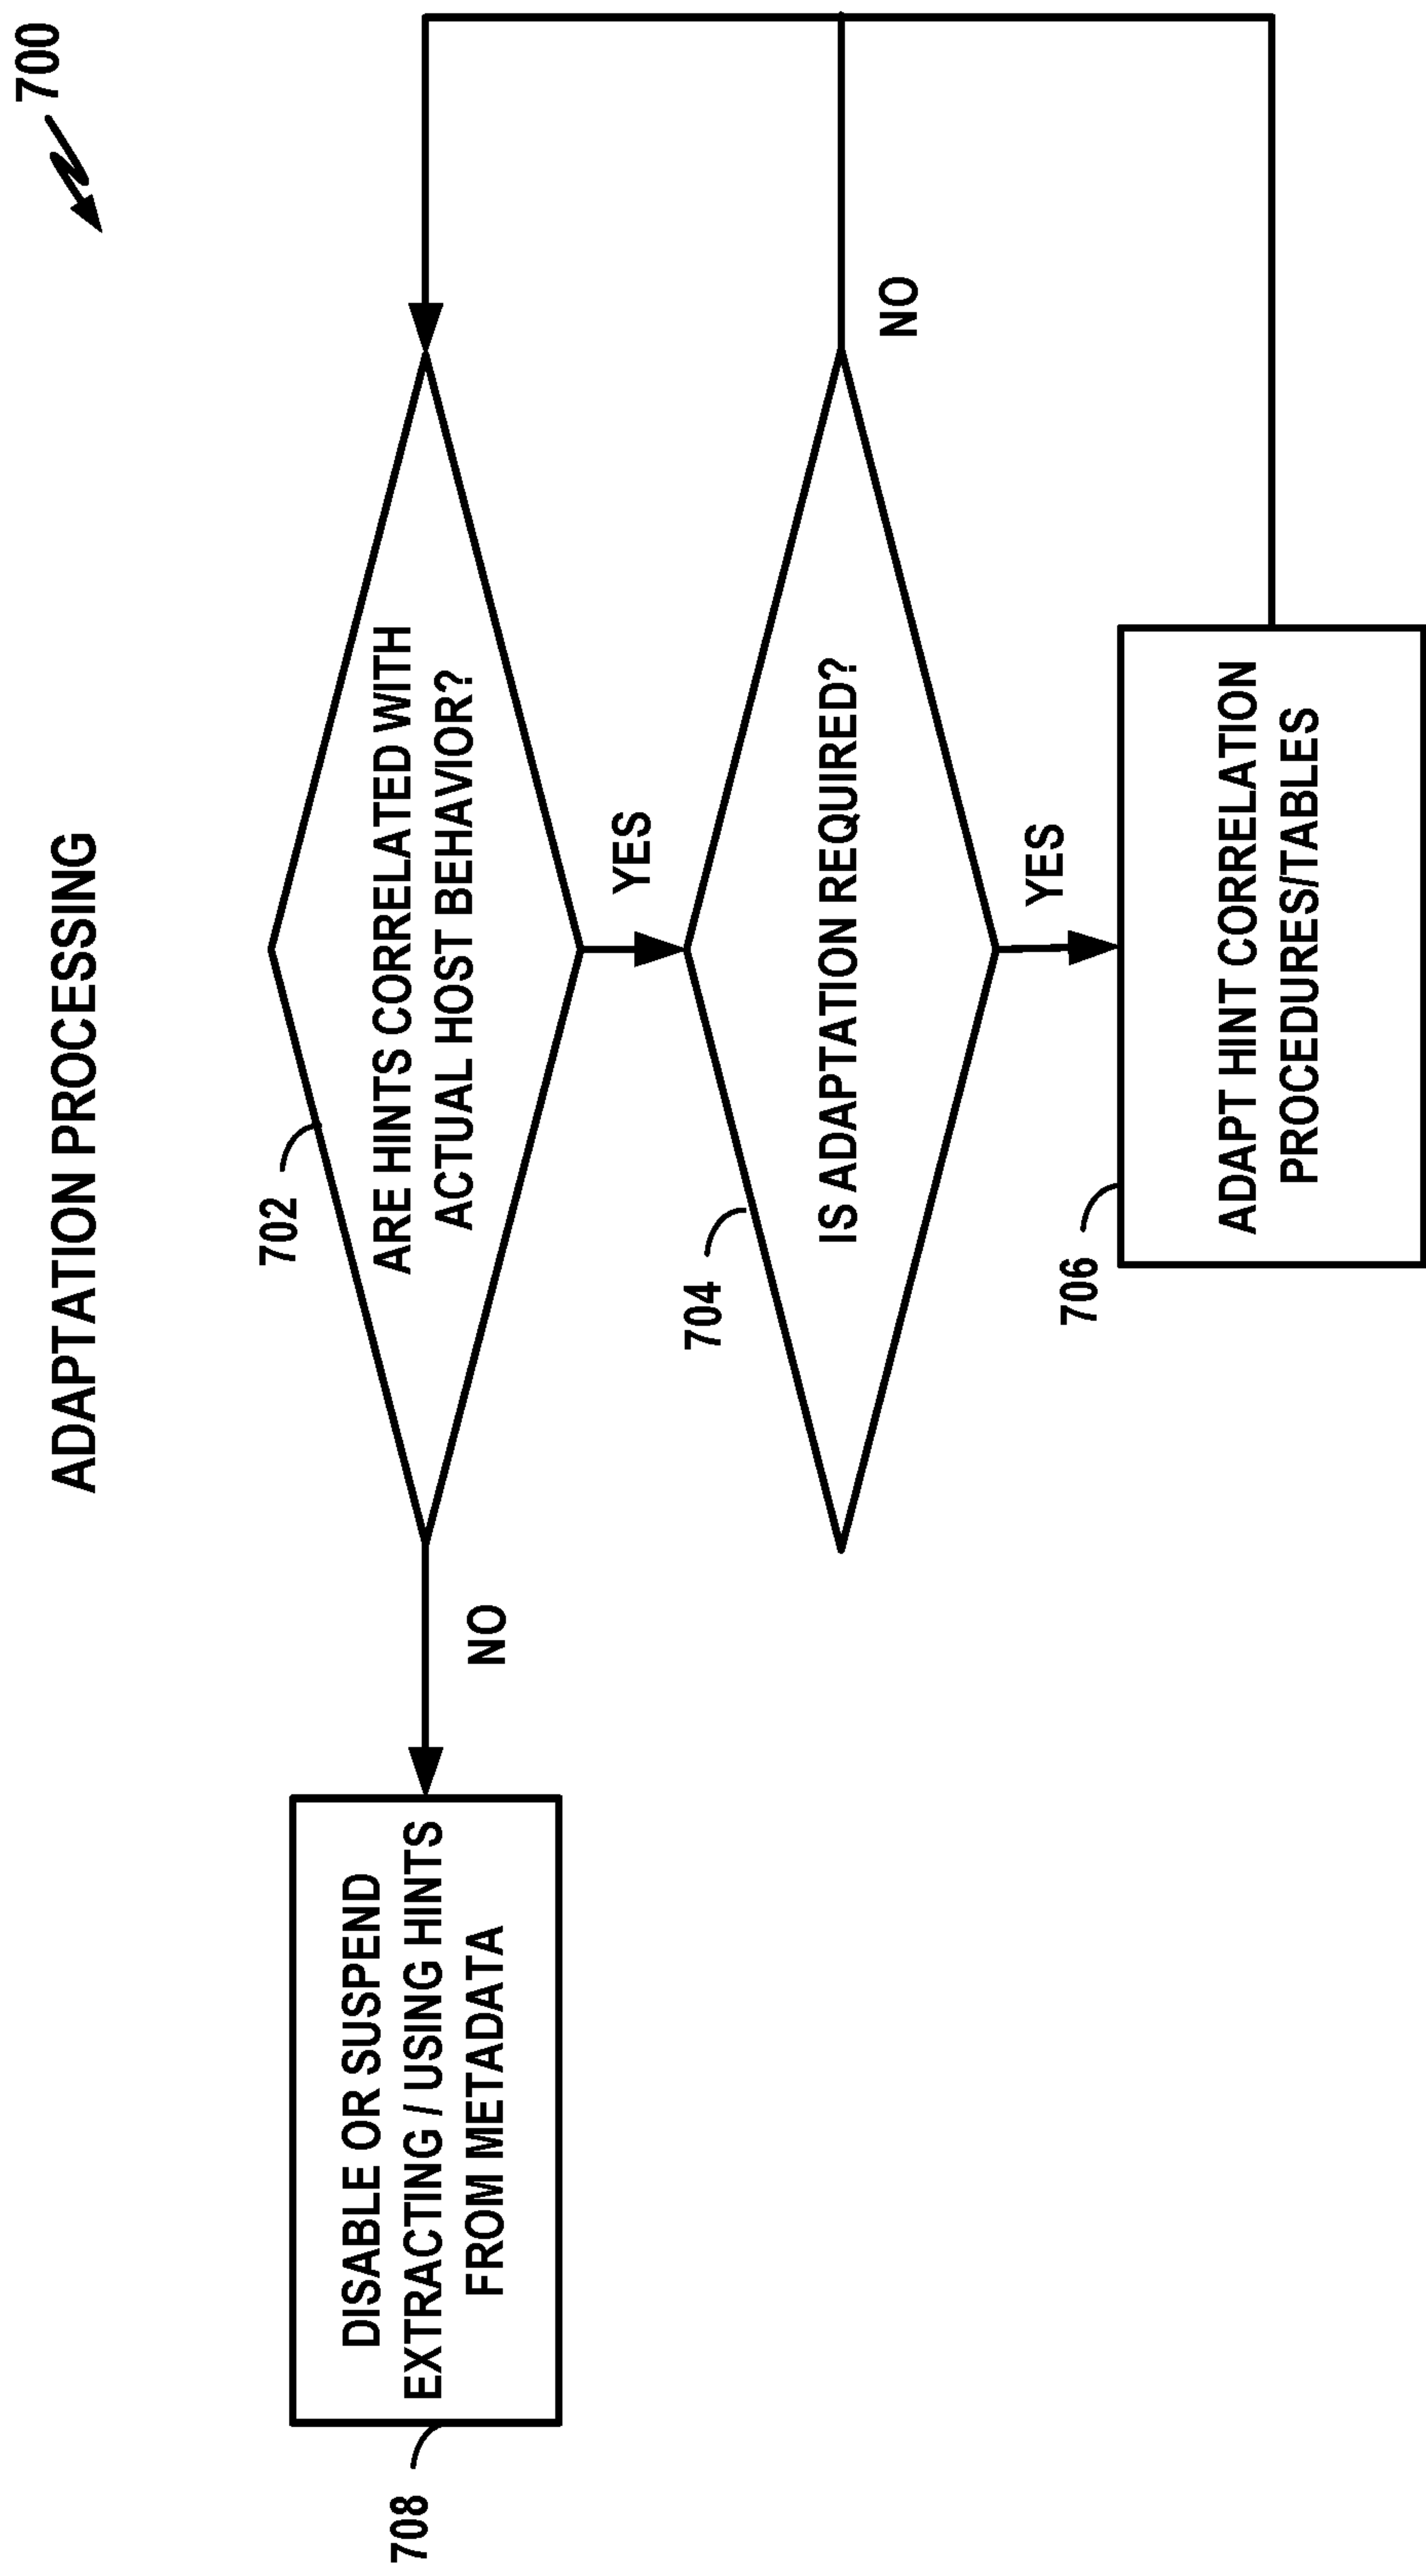 ADAPTATION PROCESSING
700
702
ARE HINTS CORRELATED WITH
ACTUAL HOST BEHAVIOR?
NO
YES
708
DISABLE OR SUSPEND
EXTRACTING / USING HINTS
FROM METADATA
704
IS ADAPTATION REQUIRED?
NO
YES
706
ADAPT HINT CORRELATION
PROCEDURES/TABLES